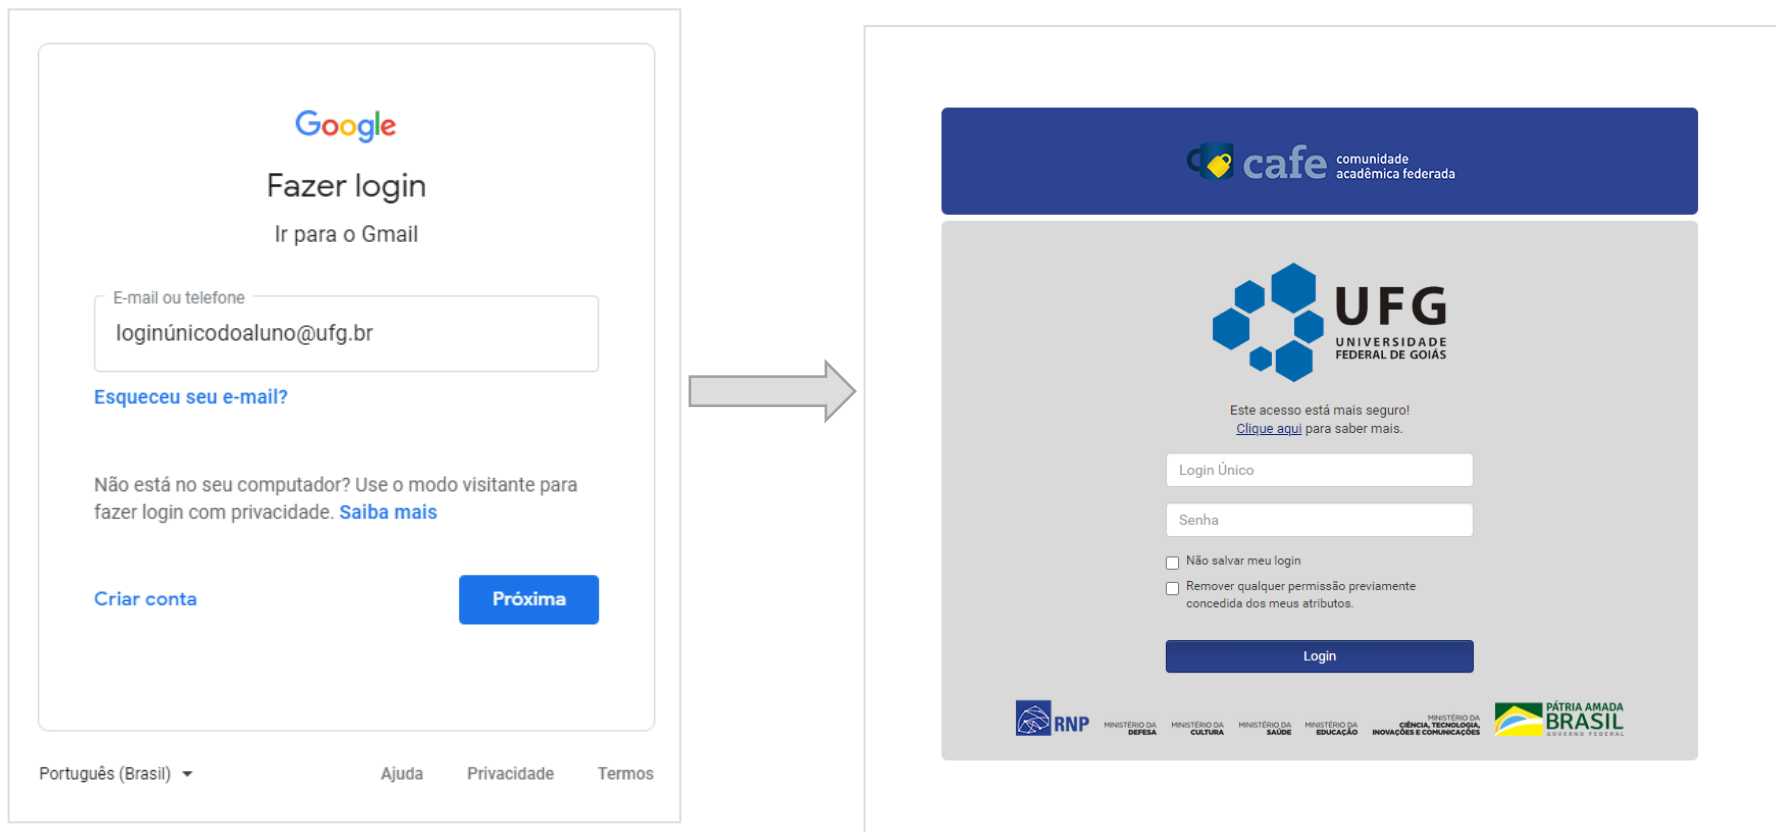 Google
Fazer login
Ir para o Gmail
E-mail ou telefone
loginúnicodoaluno@ufg.br
Esqueceu seu e-mail?
Não está no seu computador? Use o modo visitante para
fazer login com privacidade. Saiba mais
Criar conta
Próxima
Português (Brasil)
Ajuda
Privacidade
Termos
cafe
comunidade
acadêmica federada
UFG
UNIVERSIDADE
FEDERAL DE GOIÁS
Este acesso está mais seguro!
Clique aqui para saber mais.
Login Único
Senha
Não salvar meu login
Remover qualquer permissão previamente
concedida dos meus atributos.
Login
RNP
MINISTÉRIO DA
DEFESA
MINISTÉRIO DA
CULTURA
MINISTÉRIO DA
SAÚDE
MINISTÉRIO DA
EDUCAÇÃO
MINISTÉRIO DA
CIÊNCIA, TECNOLOGIA,
INOVAÇÕES E COMUNICAÇÕES
PÁTRIA AMADA
BRASIL
GOVERNO FEDERAL